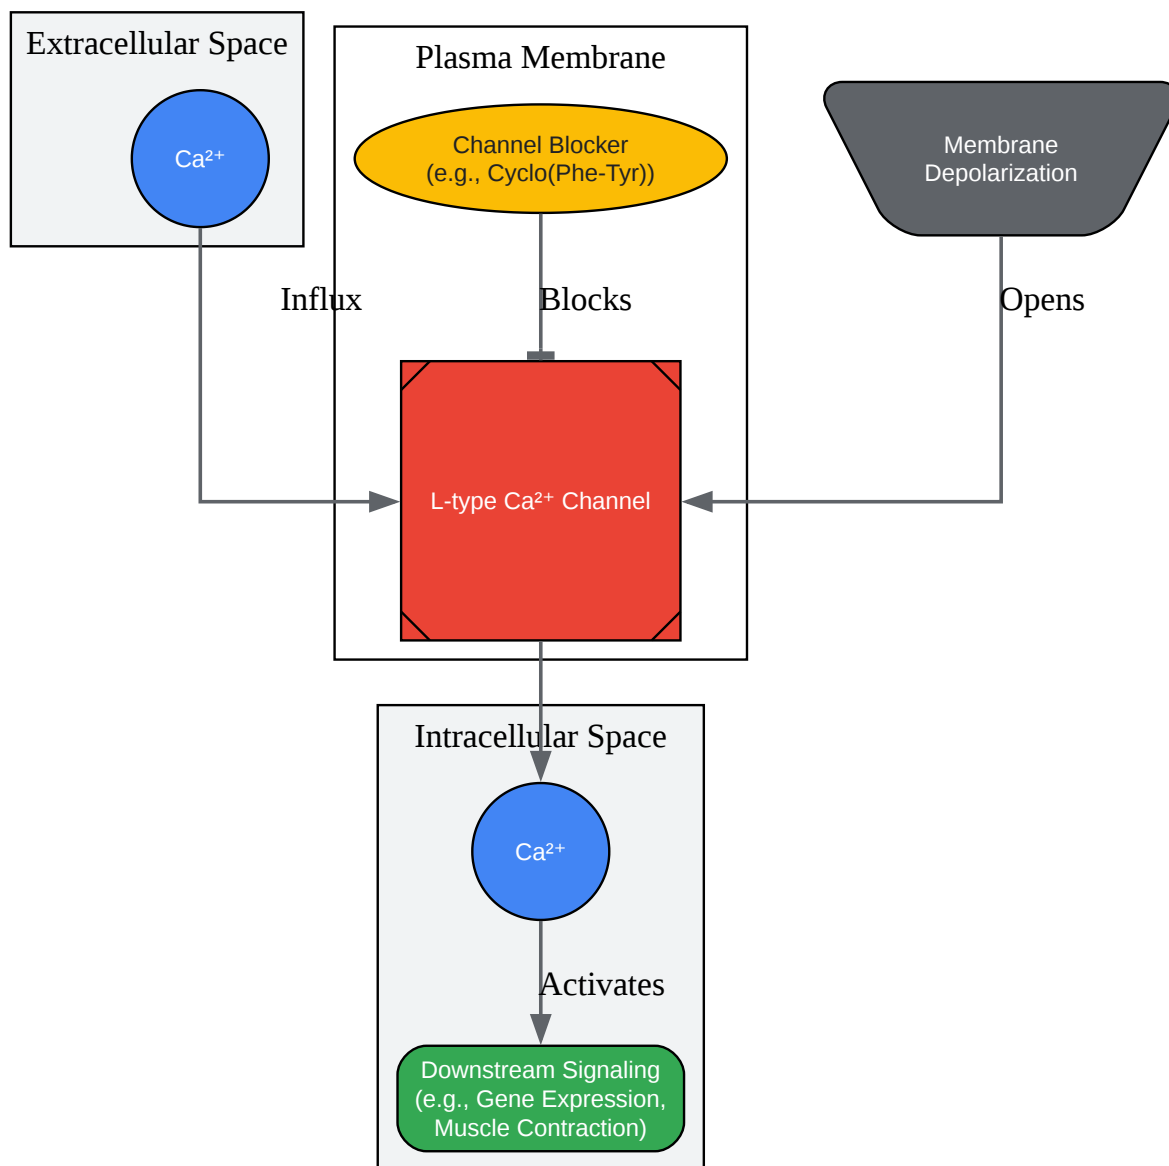 Extracellular Space
Ca²⁺
Plasma Membrane
Channel Blocker
(e.g., Cyclo(Phe-Tyr))
Membrane
Depolarization
Influx
Blocks
Opens
L-type Ca²⁺ Channel
Intracellular Space
Ca²⁺
Activates
Downstream Signaling
(e.g., Gene Expression,
Muscle Contraction)